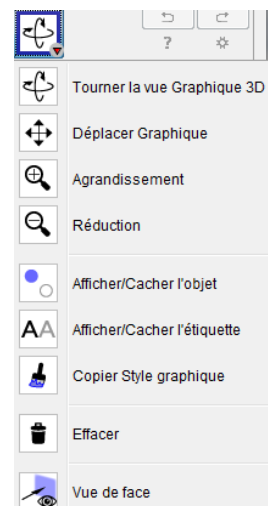 ?
Tourner la vue Graphique 3D
Déplacer Graphique
Agrandissement
Réduction
Afficher/Cacher l'objet
AA Afficher/Cacher l'étiquette
Copier Style graphique
Effacer
Vue de face